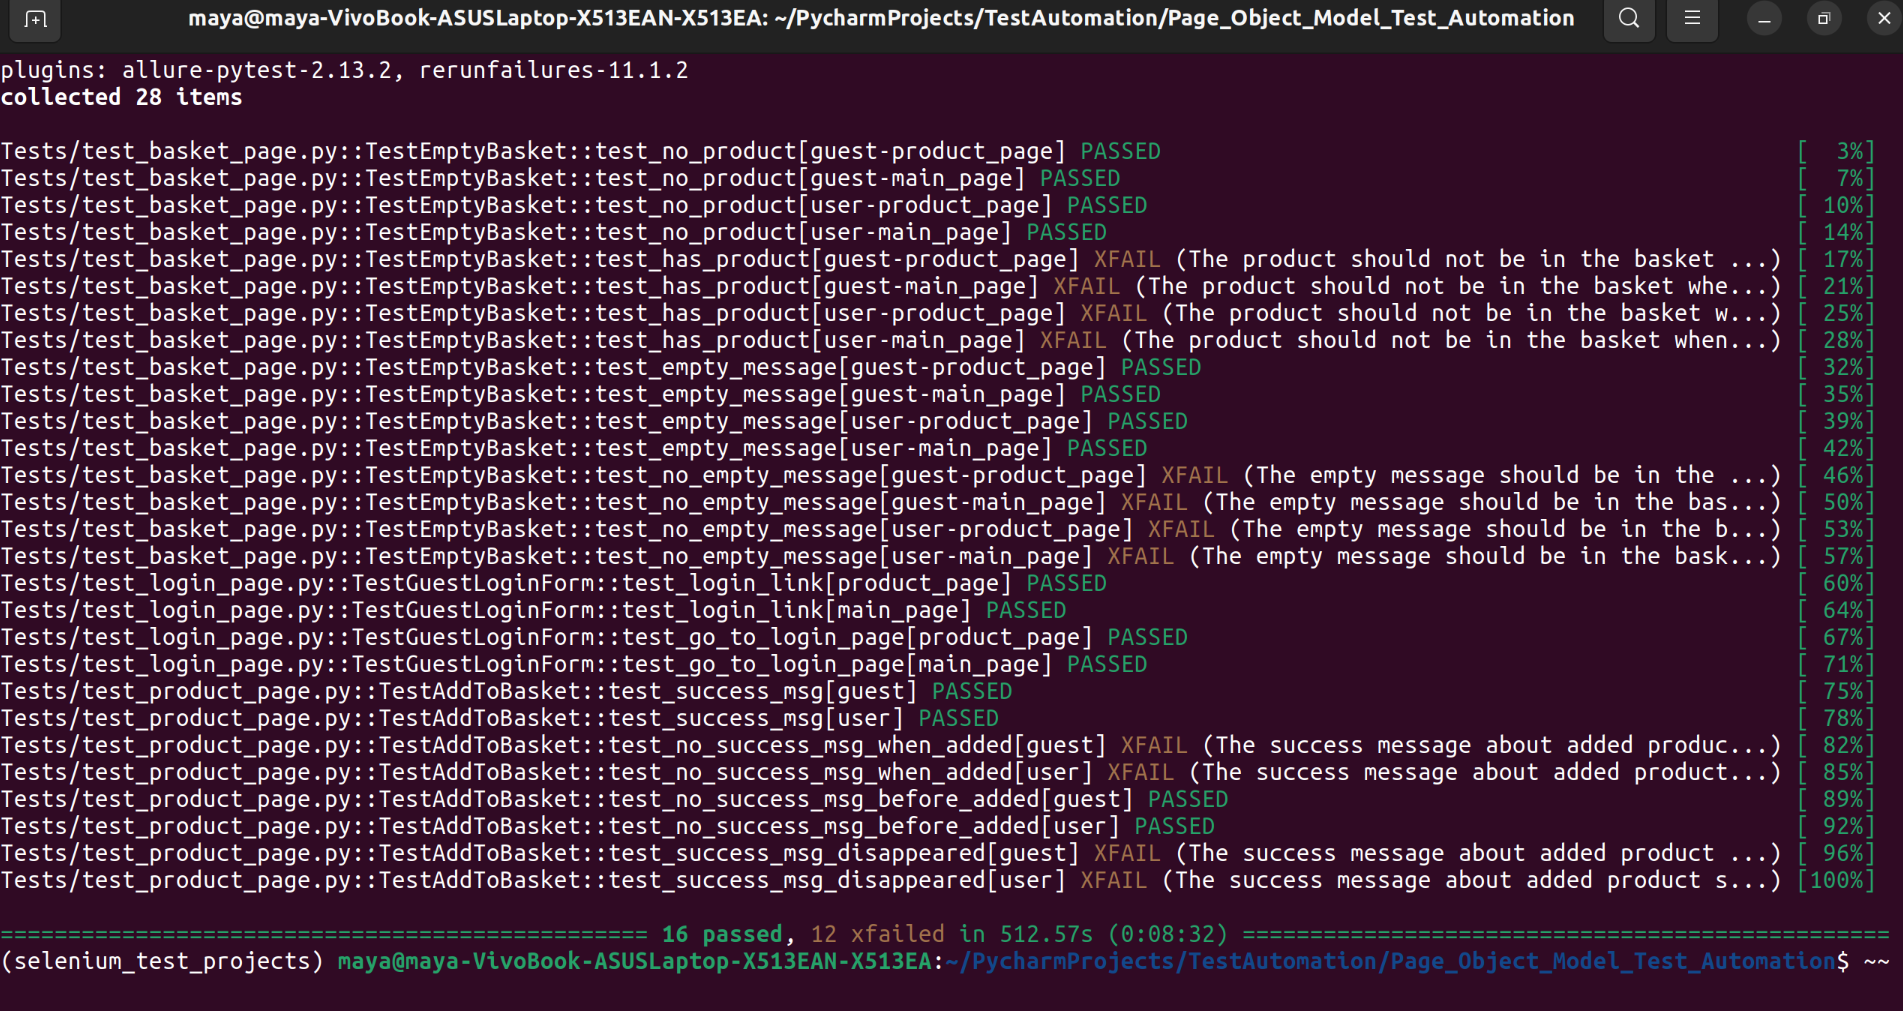 maya@maya-VivoBook-ASUSLaptop-X513EAN-X513EA: ~/PycharmProjects/TestAutomation/Page_Object_Model_Test_Automation
plugins: allure-pytest-2.13.2, rerunfailures-11.1.2
collected 28 items
Tests/test_basket_page.py::TestEmptyBasket::test_no_product[guest-product_page] PASSED [  3%]
Tests/test_basket_page.py::TestEmptyBasket::test_no_product[guest-main_page] PASSED [  7%]
Tests/test_basket_page.py::TestEmptyBasket::test_no_product[user-product_page] PASSED [ 10%]
Tests/test_basket_page.py::TestEmptyBasket::test_no_product[user-main_page] PASSED [ 14%]
Tests/test_basket_page.py::TestEmptyBasket::test_has_product[guest-product_page] XFAIL (The product should not be in the basket ...) [ 17%]
Tests/test_basket_page.py::TestEmptyBasket::test_has_product[guest-main_page] XFAIL (The product should not be in the basket whe...) [ 21%]
Tests/test_basket_page.py::TestEmptyBasket::test_has_product[user-product_page] XFAIL (The product should not be in the basket w...) [ 25%]
Tests/test_basket_page.py::TestEmptyBasket::test_has_product[user-main_page] XFAIL (The product should not be in the basket when...) [ 28%]
Tests/test_basket_page.py::TestEmptyBasket::test_empty_message[guest-product_page] PASSED [ 32%]
Tests/test_basket_page.py::TestEmptyBasket::test_empty_message[guest-main_page] PASSED [ 35%]
Tests/test_basket_page.py::TestEmptyBasket::test_empty_message[user-product_page] PASSED [ 39%]
Tests/test_basket_page.py::TestEmptyBasket::test_empty_message[user-main_page] PASSED [ 42%]
Tests/test_basket_page.py::TestEmptyBasket::test_no_empty_message[guest-product_page] XFAIL (The empty message should be in the ...) [ 46%]
Tests/test_basket_page.py::TestEmptyBasket::test_no_empty_message[guest-main_page] XFAIL (The empty message should be in the bas...) [ 50%]
Tests/test_basket_page.py::TestEmptyBasket::test_no_empty_message[user-product_page] XFAIL (The empty message should be in the b...) [ 53%]
Tests/test_basket_page.py::TestEmptyBasket::test_no_empty_message[user-main_page] XFAIL (The empty message should be in the bask...) [ 57%]
Tests/test_login_page.py::TestGuestLoginForm::test_login_link[product_page] PASSED [ 60%]
Tests/test_login_page.py::TestGuestLoginForm::test_login_link[main_page] PASSED [ 64%]
Tests/test_login_page.py::TestGuestLoginForm::test_go_to_login_page[product_page] PASSED [ 67%]
Tests/test_login_page.py::TestGuestLoginForm::test_go_to_login_page[main_page] PASSED [ 71%]
Tests/test_product_page.py::TestAddToBasket::test_success_msg[guest] PASSED [ 75%]
Tests/test_product_page.py::TestAddToBasket::test_success_msg[user] PASSED [ 78%]
Tests/test_product_page.py::TestAddToBasket::test_no_success_msg_when_added[guest] XFAIL (The success message about added produc...) [ 82%]
Tests/test_product_page.py::TestAddToBasket::test_no_success_msg_when_added[user] XFAIL (The success message about added product...) [ 85%]
Tests/test_product_page.py::TestAddToBasket::test_no_success_msg_before_added[guest] PASSED [ 89%]
Tests/test_product_page.py::TestAddToBasket::test_no_success_msg_before_added[user] PASSED [ 92%]
Tests/test_product_page.py::TestAddToBasket::test_success_msg_disappeared[guest] XFAIL (The success message about added product ...) [ 96%]
Tests/test_product_page.py::TestAddToBasket::test_success_msg_disappeared[user] XFAIL (The success message about added product s...) [100%]
================================================ 16 passed, 12 xfailed in 512.57s (0:08:32) ================================================
(selenium_test_projects) maya@maya-VivoBook-ASUSLaptop-X513EAN-X513EA:~/PycharmProjects/TestAutomation/Page_Object_Model_Test_Automation$ ~~